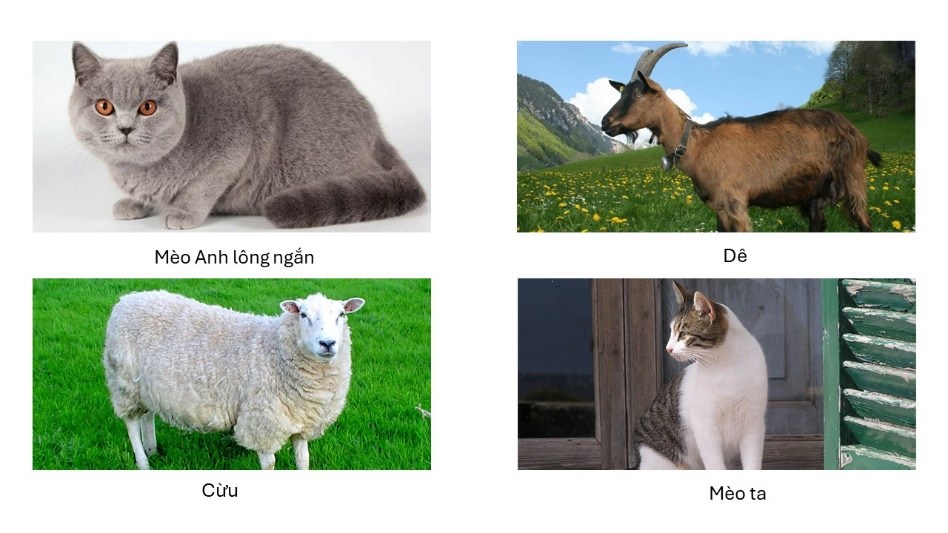 Mèo Anh lông ngắn
Dê
Cừu
Mèo ta